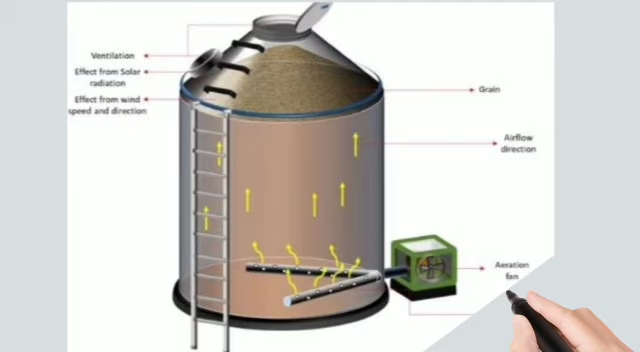 Ventilation
Effect from Solar
radiation
Effect from wind
speed and direction
Grain
Airflow
direction
Aeration
fan